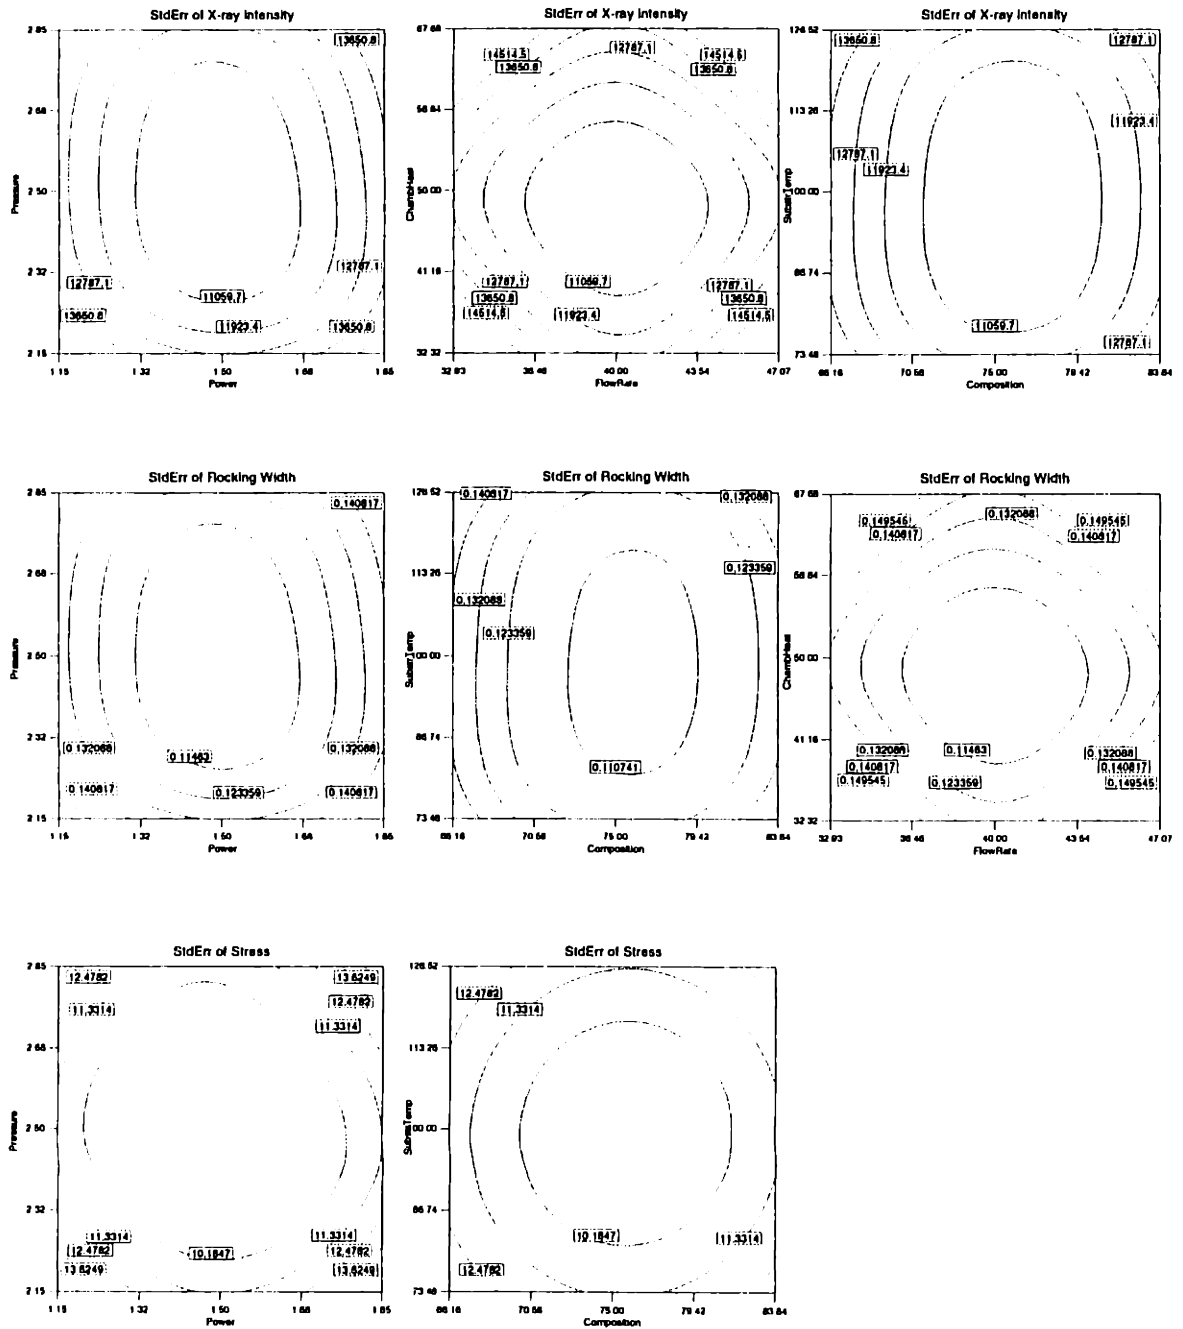 StdErr of X-ray Intensity
2.85
2.68
2.50
2.32
2.15
Pressure
13650.8
12787.1
12787.1
11059.7
13650.8
11923.4
13650.8
1.15 1.32 1.50 1.68 1.85
Power
StdErr of X-ray Intensity
67.68
58.84
50.00
41.16
32.32
ChambHeat
12787.1
14514.5 14514.5
13650.8 13650.8
12787.1 11059.7 12787.1
13650.8 13650.8
14514.5 11923.4 14514.5
32.93 36.46 40.00 43.54 47.07
FlowRate
StdErr of X-ray Intensity
126.52
113.26
100.00
86.74
73.48
SubstrTemp
13650.8 12787.1
11923.4
12787.1
11923.4
11059.7
12787.1
66.16 70.58 75.00 79.42 83.84
Composition
StdErr of Rocking Width
2.85
2.68
2.50
2.32
2.15
Pressure
0.140817
0.132088 0.132088
0.11463
0.140817 0.123359 0.140817
1.15 1.32 1.50 1.68 1.85
Power
StdErr of Rocking Width
126.52
113.26
100.00
86.74
73.48
SubstrTemp
0.140817 0.132088
0.123359
0.132088
0.123359
0.110741
66.16 70.58 75.00 79.42 83.84
Composition
StdErr of Rocking Width
67.68
58.84
50.00
41.16
32.32
ChambHeat
0.132088
0.149545 0.149545
0.140817 0.140817
0.132088 0.11463 0.132088
0.140817 0.140817
0.149545 0.123359 0.149545
32.93 36.46 40.00 43.54 47.07
FlowRate
StdErr of Stress
2.85
2.68
2.50
2.32
2.15
Pressure
12.4782 13.6249
12.4782
11.3314
11.3314
11.3314 11.3314
12.4782 10.1847 12.4782
13.6249 13.6249
1.15 1.32 1.50 1.68 1.85
Power
StdErr of Stress
126.52
113.26
100.00
86.74
73.48
SubstrTemp
12.4782
11.3314
10.1847 11.3314
12.4782
66.16 70.58 75.00 79.42 83.84
Composition